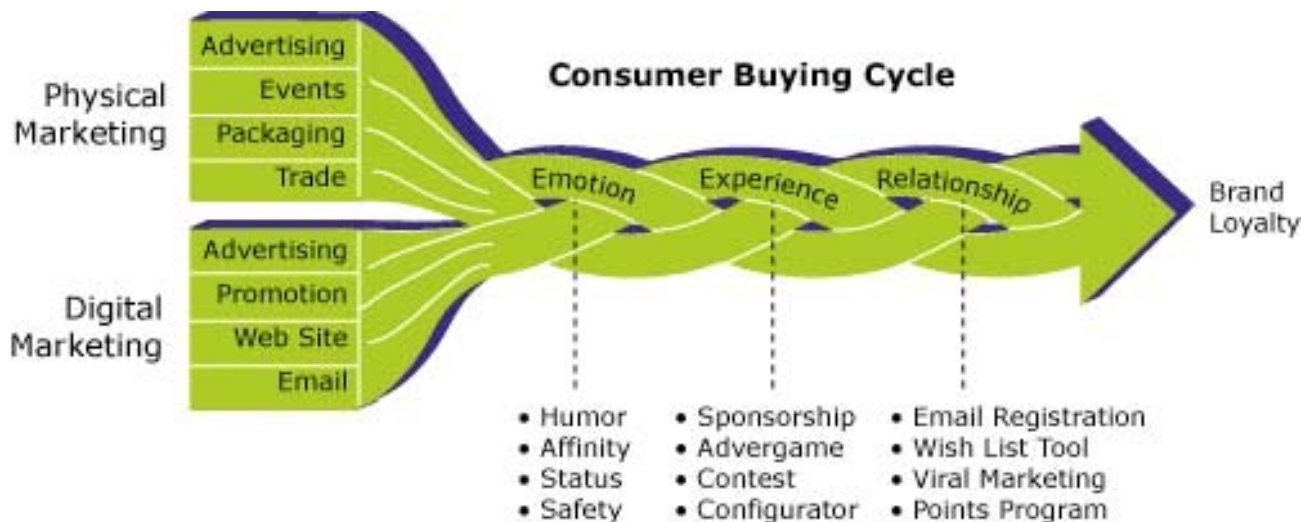 Consumer Buying Cycle
Physical
Marketing
Advertising
Events
Packaging
Trade
Digital
Marketing
Advertising
Promotion
Web Site
Email
Emotion
Experience
Relationship
Brand
Loyalty
• Humor
• Affinity
• Status
• Safety
• Sponsorship
• Advergame
• Contest
• Configurator
• Email Registration
• Wish List Tool
• Viral Marketing
• Points Program